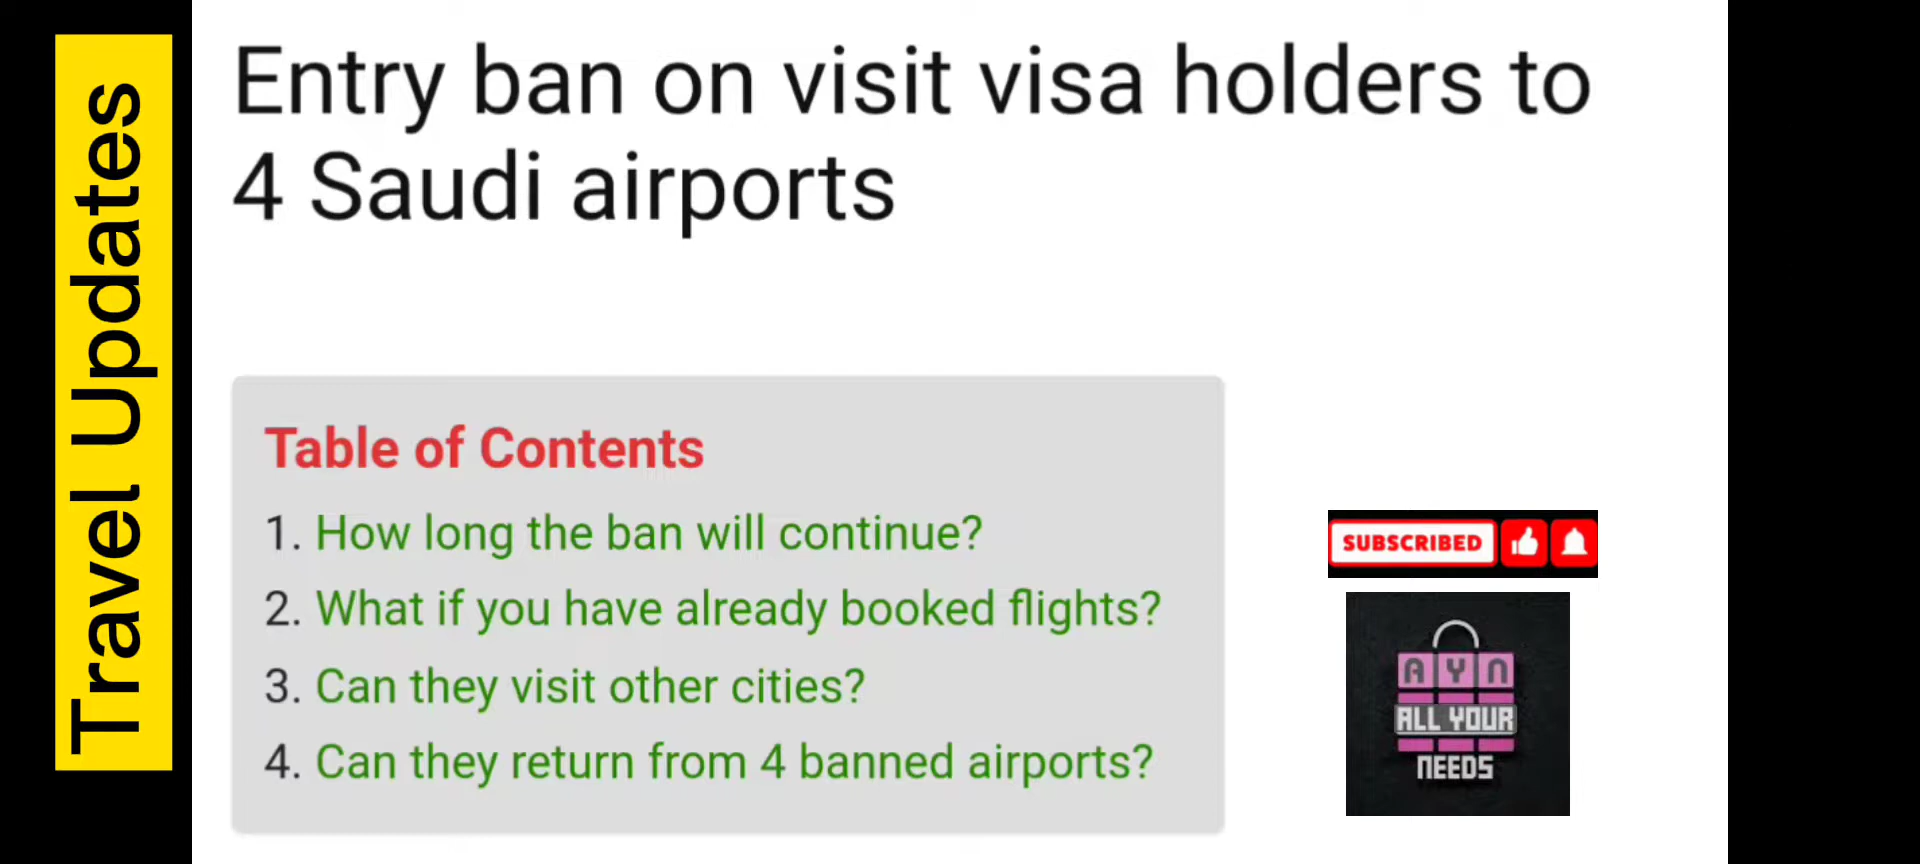 Travel Updates
Entry ban on visit visa holders to
4 Saudi airports
Table of Contents
1. How long the ban will continue?
2. What if you have already booked flights?
3. Can they visit other cities?
4. Can they return from 4 banned airports?
SUBSCRIBED
AYN
ALL YOUR
NEEDS